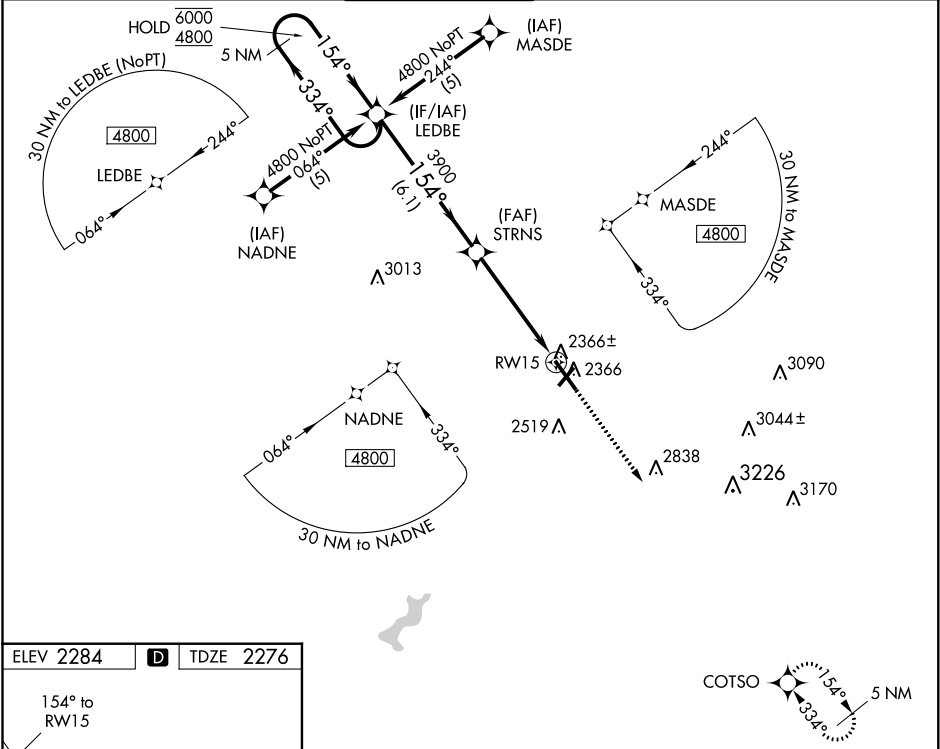 HOLD 6000
4800
5 NM
154°
334°
(IAF)
MASDE
4800 NoPT
244°
(5)
(IF/IAF)
LEDBE
4800 NoPT
064°
(5)
(IAF)
NADNE
3900
154°
(6.1)
(FAF)
STRNS
30 NM to LEDBE (NoPT)
4800
244°
LEDBE
064°
244°
MASDE
4800
334°
30 NM to MASDE
3013
2366±
RW15
2366
3090
2519
3044±
2838
3226
3170
NADNE
064°
4800
334°
30 NM to NADNE
ELEV 2284 D TDZE 2276
154° to
RW15
COTSO
154°
334°
5 NM